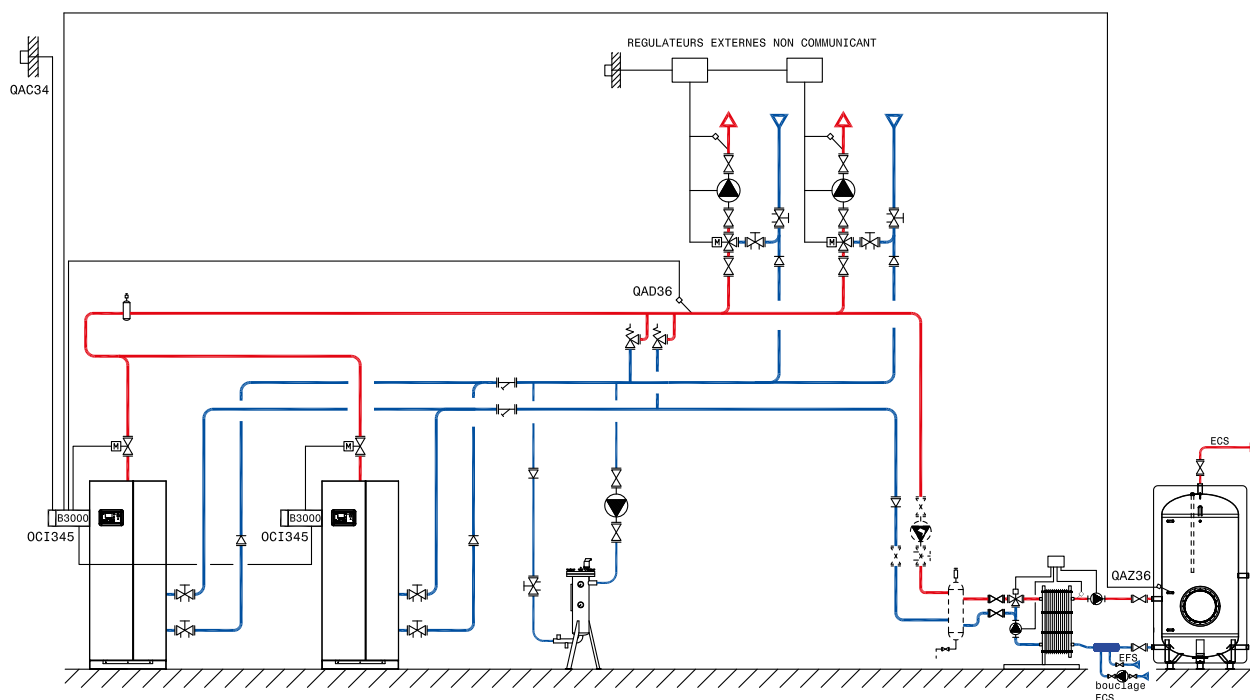 REGULATEURS EXTERNES NON COMMUNICANT
QAC34
M
M
QAD36
ECS
M
M
B3000
B3000
OCI345
OCI345
QAZ36
EFS
bouclage
ECS